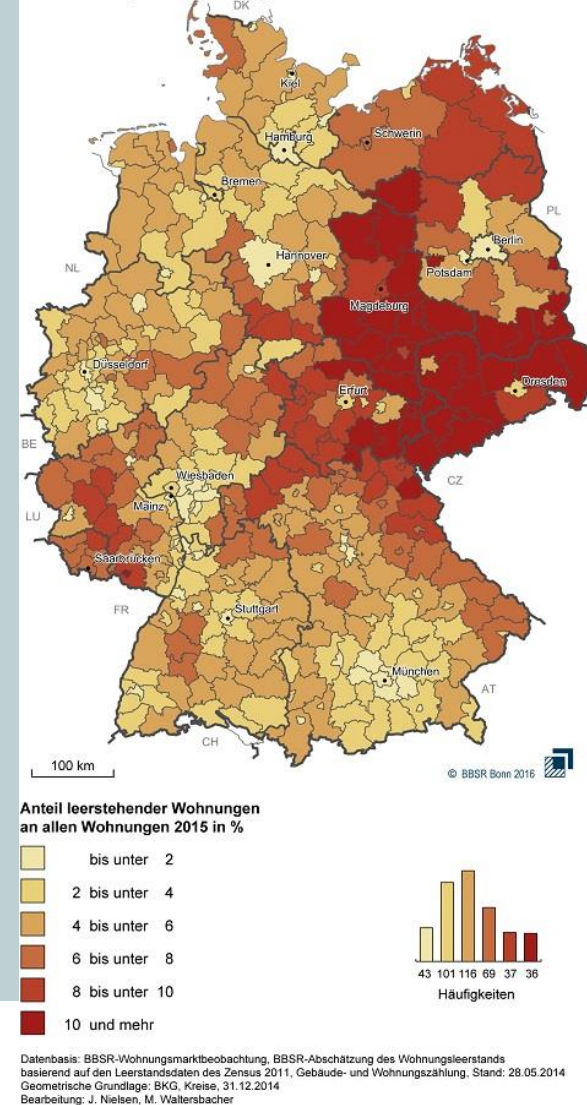 DK
Kiel
Hamburg
Schwerin
Bremen
PL
Berlin
NL
Hannover
Potsdam
Magdeburg
Düsseldorf
Erfurt
Dresden
BE
Wiesbaden
CZ
Mainz
LU
Saarbrücken
FR
Stuttgart
München
AT
CH
100 km
© BBSR Bonn 2016
Anteil leerstehender Wohnungen
an allen Wohnungen 2015 in %
bis unter 2
2 bis unter 4
4 bis unter 6
6 bis unter 8
8 bis unter 10
10 und mehr
43 101 116 69 37 36
Häufigkeiten
Datenbasis: BBSR-Wohnungsmarktbeobachtung, BBSR-Abschätzung des Wohnungsleerstands
basierend auf den Leerstandsdaten des Zensus 2011, Gebäude- und Wohnungszählung, Stand: 28.05.2014
Geometrische Grundlage: BKG, Kreise, 31.12.2014
Bearbeitung: J. Nielsen, M. Waltersbacher